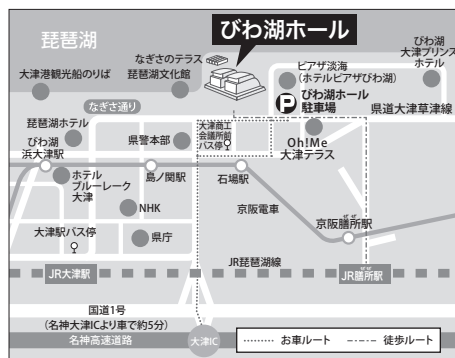 びわ湖ホール
琵琶湖
なぎさのテラス
琵琶湖文化館
大津港観光船のりば
ピアザ淡海
(ホテルピアザびわ湖)
びわ湖
大津プリンス
ホテル
P
びわ湖ホール
駐車場
なぎさ通り
県道大津草津線
琵琶湖ホテル
県警本部
大津商工
会議所前
バス停
Oh!Me
大津テラス
びわ湖
浜大津駅
島ノ関駅
石場駅
ホテル
ブルーレーク
大津
NHK
京阪電車
ぜぜ
京阪膳所駅
大津駅バス停
県庁
JR琵琶湖線
JR大津駅
ぜぜ
JR膳所駅
国道1号
(名神大津ICより車で約5分)
名神高速道路
大津IC
お車ルート
徒歩ルート